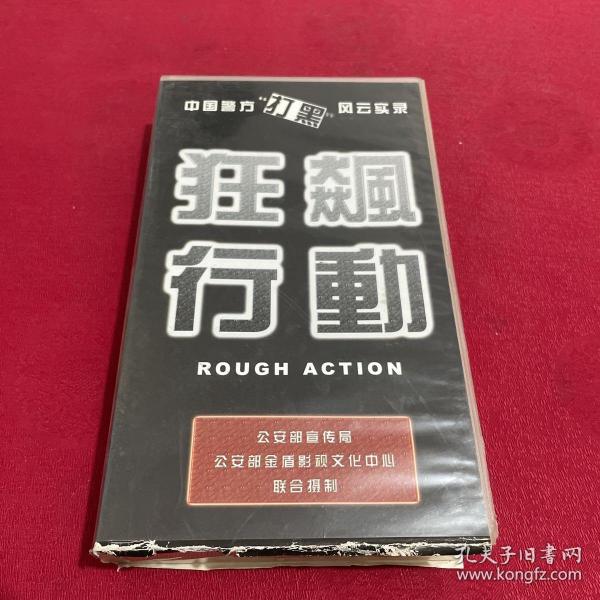 中国警方“打黑”风云实录
狂飆
行動
ROUGH ACTION
公安部宣传局
公安部金盾影视文化中心
联合摄制
孔夫子旧書网
www.kongfz.com